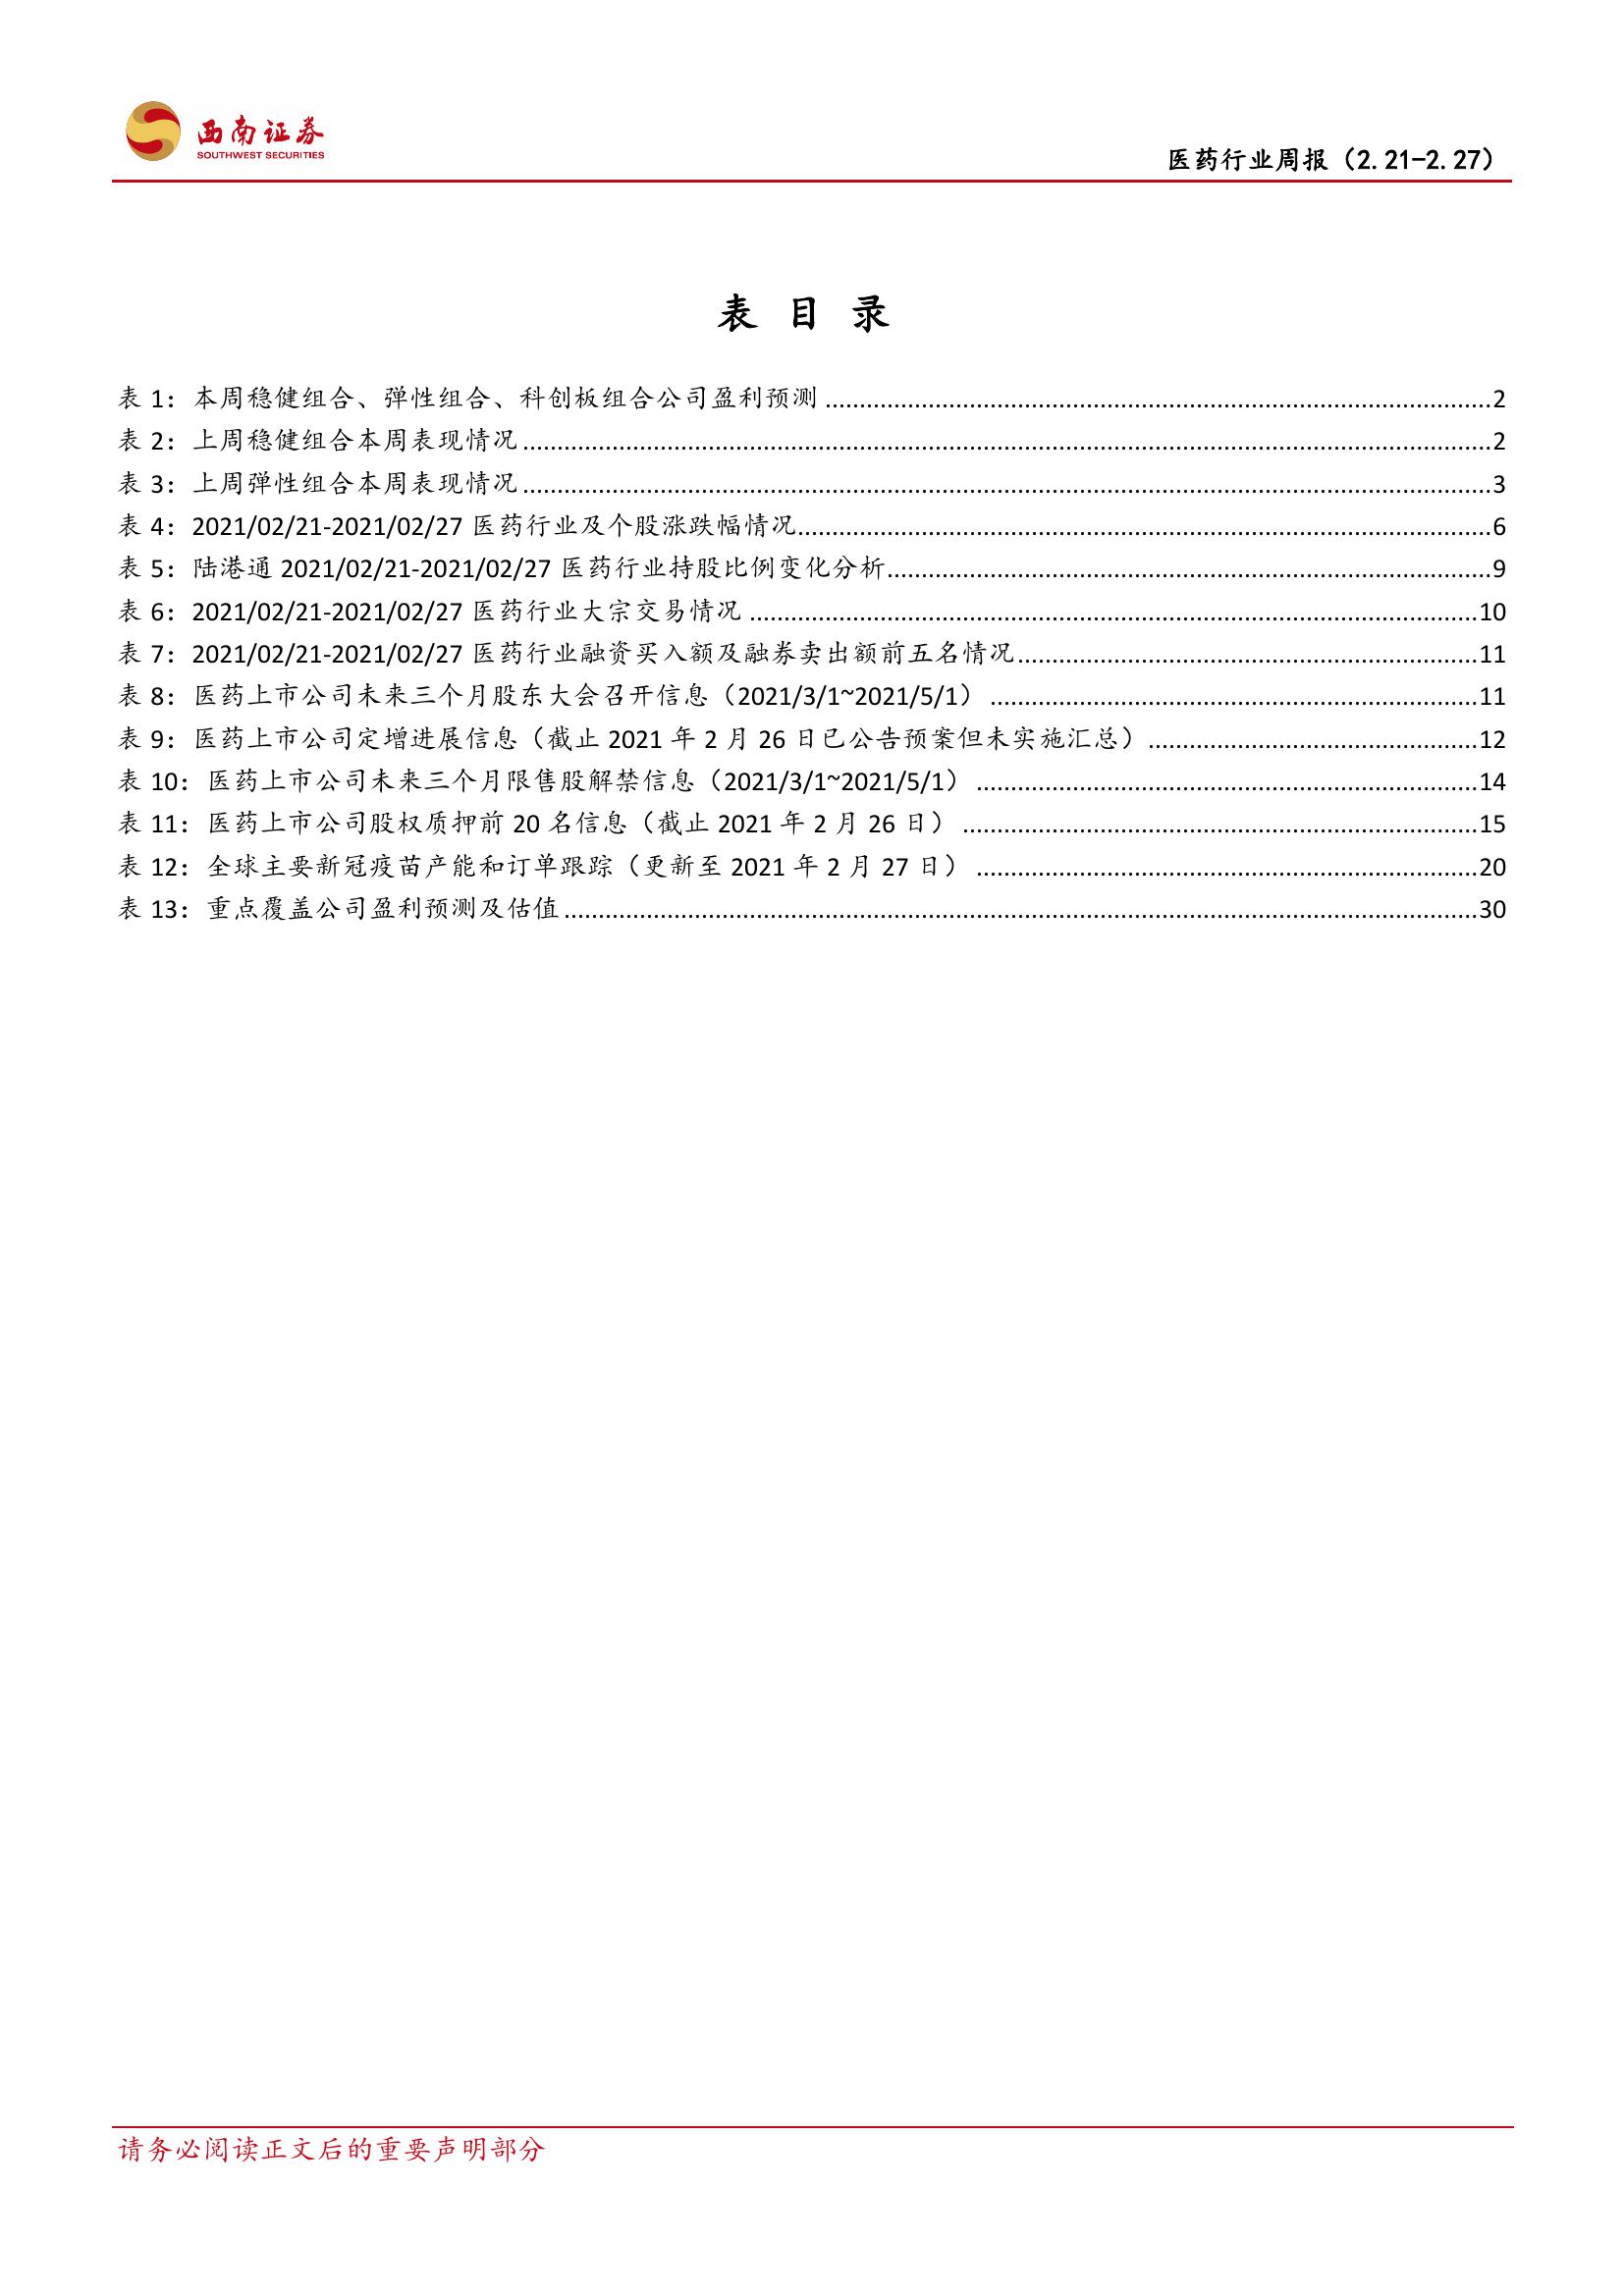 西南证券
SOUTHWEST SECURITIES
医药行业周报（2.21-2.27）
表 目 录
表 1：本周稳健组合、弹性组合、科创板组合公司盈利预测 ........ 2
表 2：上周稳健组合本周表现情况 ........ 2
表 3：上周弹性组合本周表现情况 ........ 3
表 4：2021/02/21-2021/02/27 医药行业及个股涨跌幅情况 ........ 6
表 5：陆港通 2021/02/21-2021/02/27 医药行业持股比例变化分析 ........ 9
表 6：2021/02/21-2021/02/27 医药行业大宗交易情况 ........ 10
表 7：2021/02/21-2021/02/27 医药行业融资买入额及融券卖出额前五名情况 ........ 11
表 8：医药上市公司未来三个月股东大会召开信息（2021/3/1~2021/5/1） ........ 11
表 9：医药上市公司定增进展信息（截止 2021 年 2 月 26 日已公告预案但未实施汇总） ........ 12
表 10：医药上市公司未来三个月限售股解禁信息（2021/3/1~2021/5/1） ........ 14
表 11：医药上市公司股权质押前 20 名信息（截止 2021 年 2 月 26 日） ........ 15
表 12：全球主要新冠疫苗产能和订单跟踪（更新至 2021 年 2 月 27 日） ........ 20
表 13：重点覆盖公司盈利预测及估值 ........ 30
请务必阅读正文后的重要声明部分